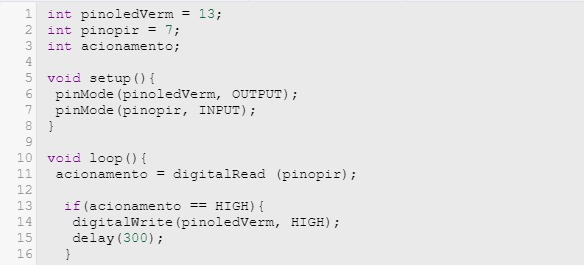 1 int pinoledVerm = 13;
2 int pinopir = 7;
3 int acionamento;
4
5 void setup(){
6 pinMode(pinoledVerm, OUTPUT);
7 pinMode(pinopir, INPUT);
8 }
9
10 void loop(){
11 acionamento = digitalRead (pinopir);
12
13 if(acionamento == HIGH){
14 digitalWrite(pinoledVerm, HIGH);
15 delay(300);
16 }